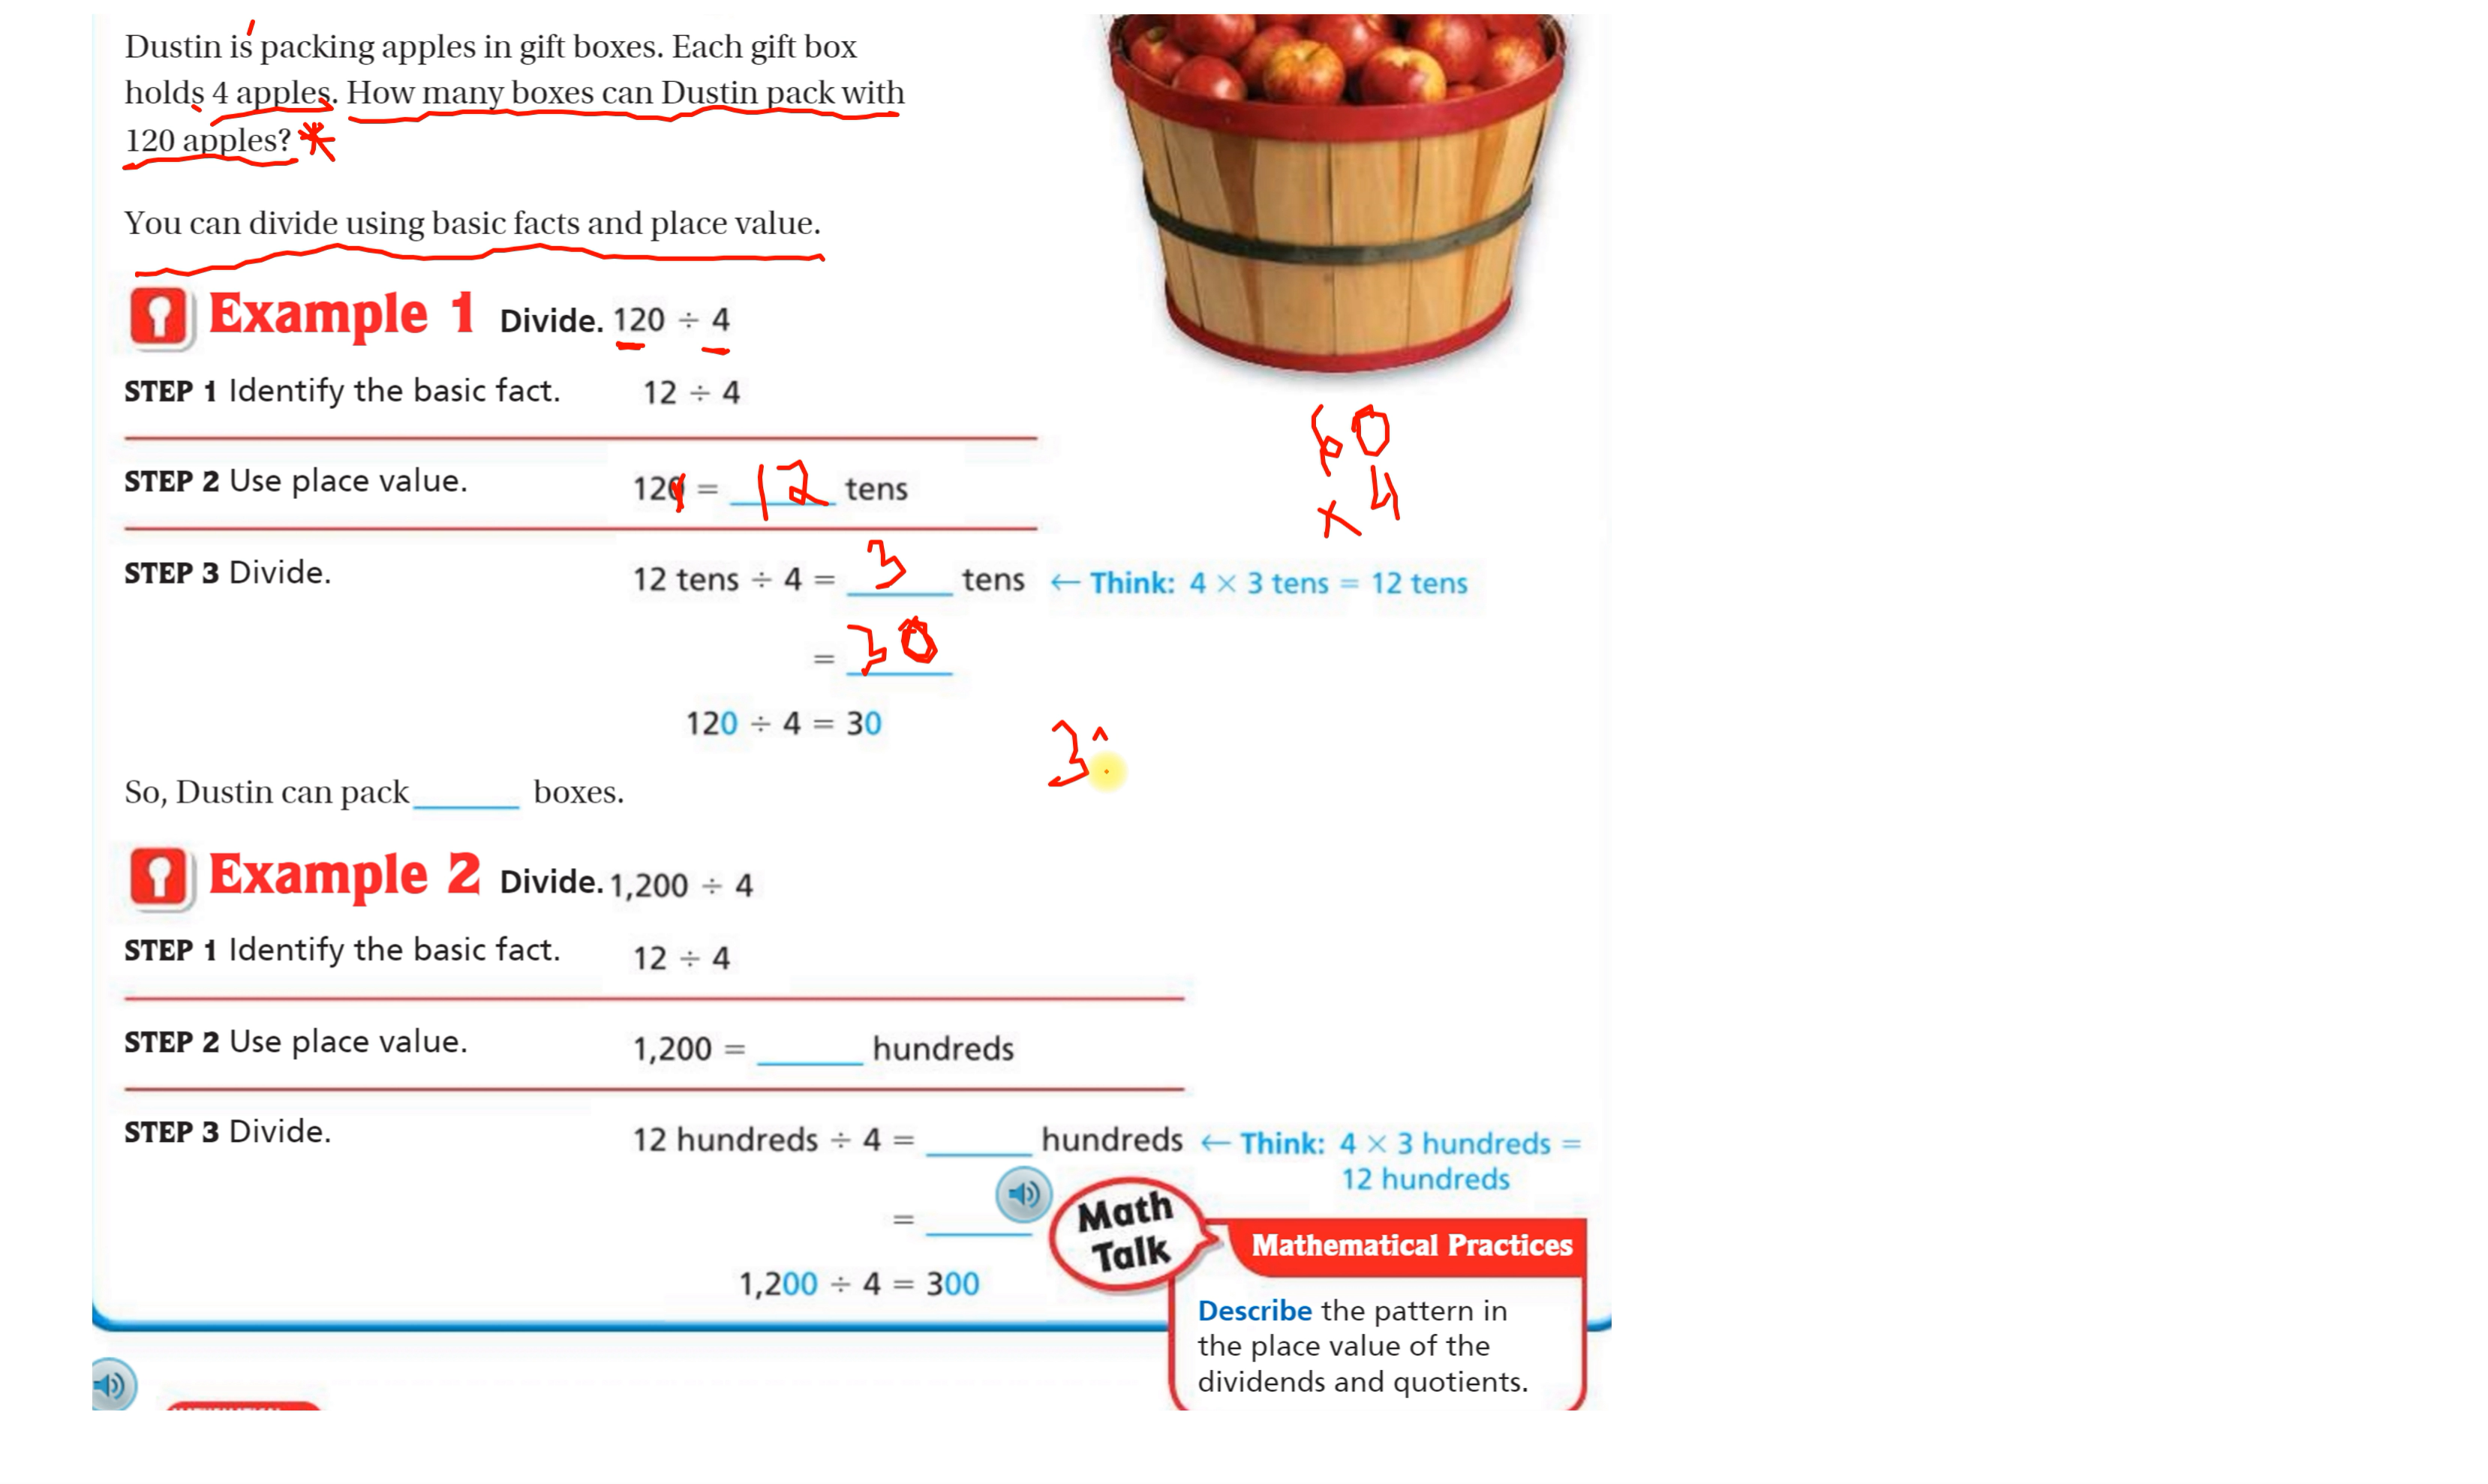 Dustin is packing apples in gift boxes. Each gift box
holds 4 apples. How many boxes can Dustin pack with
120 apples? *
You can divide using basic facts and place value.
Example 1 Divide. 120 ÷ 4
STEP 1 Identify the basic fact. 12 ÷ 4
60
× 4
STEP 2 Use place value. 120 = 12 tens
STEP 3 Divide. 12 tens ÷ 4 = 3 tens ← Think: 4 × 3 tens = 12 tens
= 30
120 ÷ 4 = 30
3
So, Dustin can pack ______ boxes.
Example 2 Divide. 1,200 ÷ 4
STEP 1 Identify the basic fact. 12 ÷ 4
STEP 2 Use place value. 1,200 = ______ hundreds
STEP 3 Divide. 12 hundreds ÷ 4 = ______ hundreds ← Think: 4 × 3 hundreds =
12 hundreds
= ______
1,200 ÷ 4 = 300
Math
Talk
Mathematical Practices
Describe the pattern in
the place value of the
dividends and quotients.